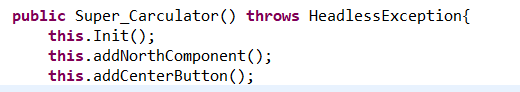 public Super_Carculator() throws HeadlessException{
this.Init();
this.addNorthComponent();
this.addCenterButton();